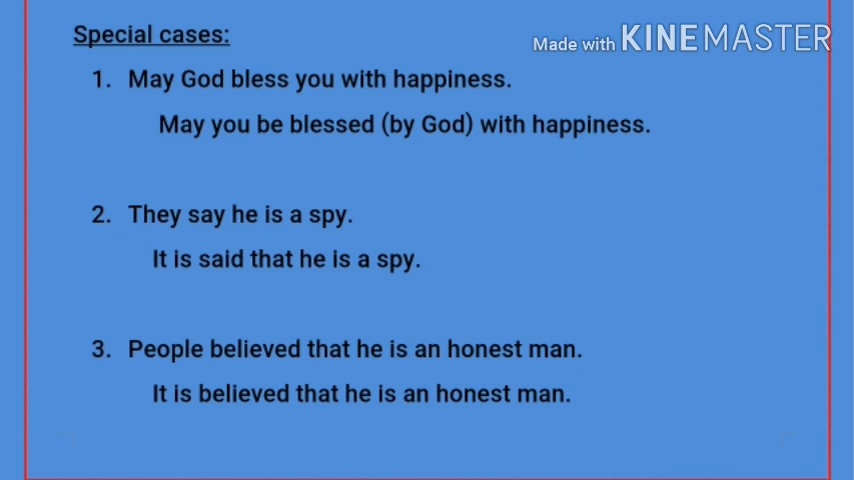 Special cases:
Made with KINEMASTER
1. May God bless you with happiness.
May you be blessed (by God) with happiness.
2. They say he is a spy.
It is said that he is a spy.
3. People believed that he is an honest man.
It is believed that he is an honest man.